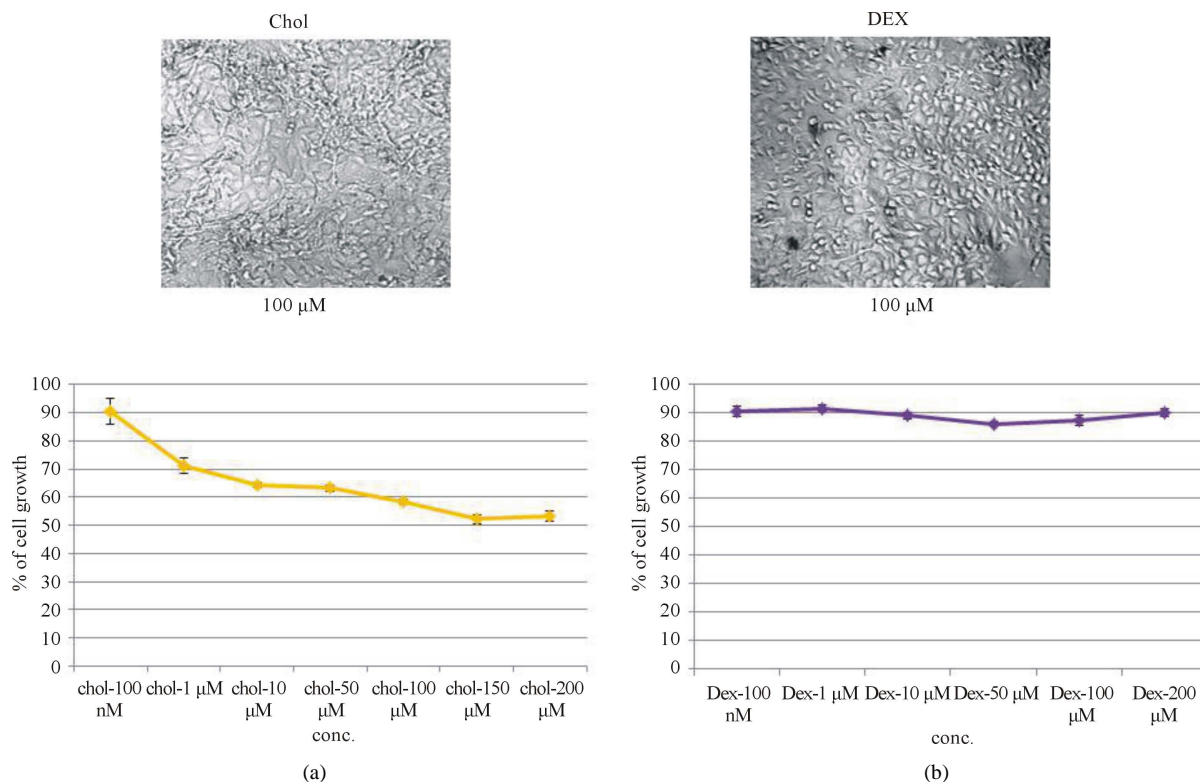 Chol
100 μM
% of cell growth
100
90
80
70
60
50
40
30
20
10
0
chol-100 nM
chol-1 μM
chol-10 μM
chol-50 μM
chol-100 μM
chol-150 μM
chol-200 μM
conc.
(a)
DEX
100 μM
% of cell growth
100
90
80
70
60
50
40
30
20
10
0
Dex-100 nM
Dex-1 μM
Dex-10 μM
Dex-50 μM
Dex-100 μM
Dex-200 μM
conc.
(b)